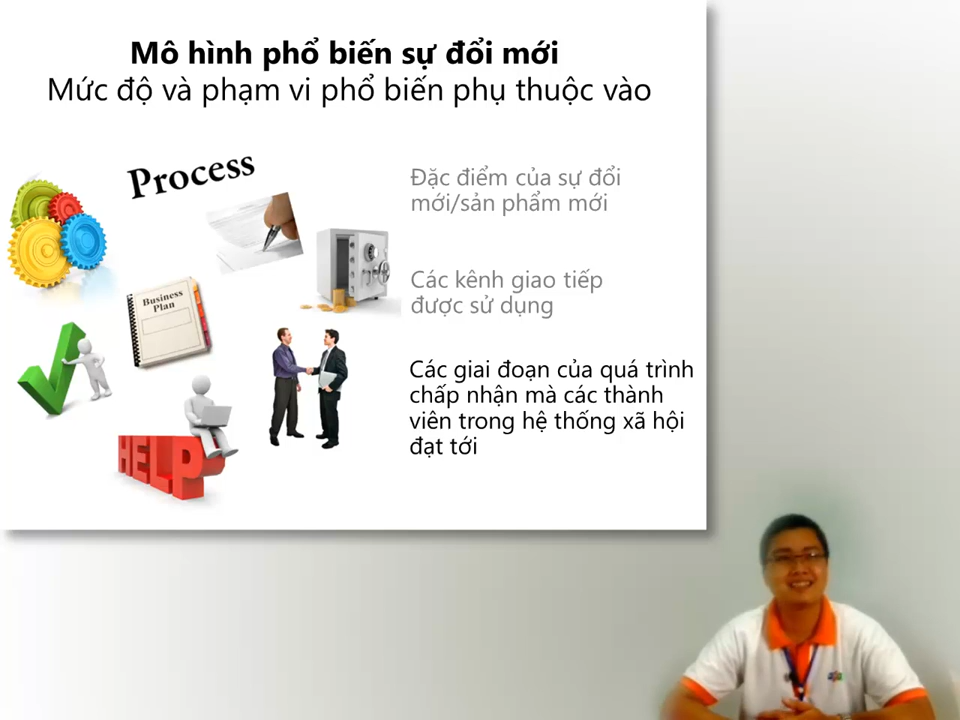 Mô hình phổ biến sự đổi mới
Mức độ và phạm vi phổ biến phụ thuộc vào
Process
Đặc điểm của sự đổi
mới/sản phẩm mới
Các kênh giao tiếp
được sử dụng
Business
Plan
Các giai đoạn của quá trình
chấp nhận mà các thành
viên trong hệ thống xã hội
đạt tới
HELP